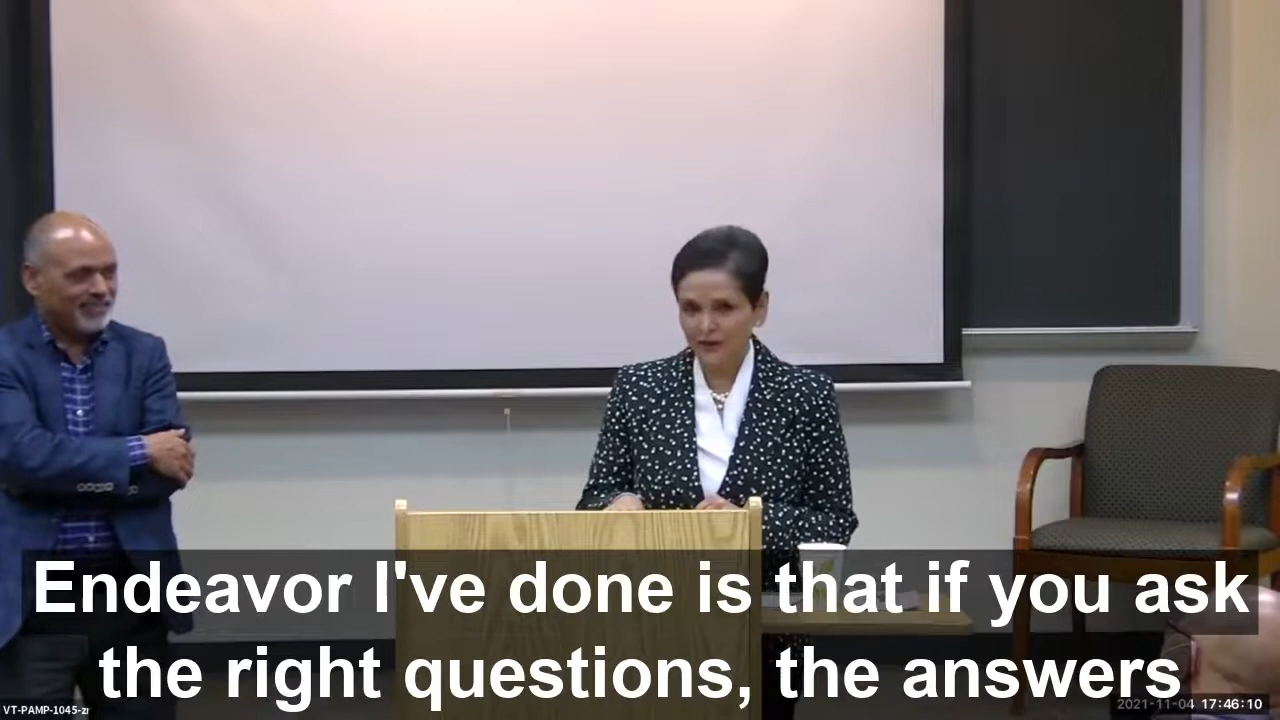 Endeavor I've done is that if you ask
the right questions, the answers
VT-PAMP-1045-zr
2021-11-04 17:46:10